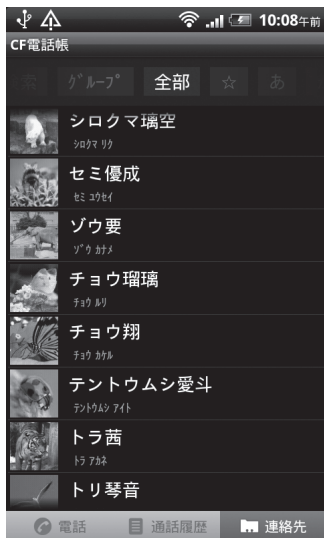 10:08午前
CF電話帳
索 ｸﾞﾙｰﾌﾟ 全部 ☆ あ
シロクマ璃空
ｼﾛｸﾏ ﾘｸ
セミ優成
ｾﾐ ﾕｳｾｲ
ゾウ要
ｿﾞｳ ｶﾅﾒ
チョウ瑠璃
ﾁｮｳ ﾙﾘ
チョウ翔
ﾁｮｳ ｶｹﾙ
テントウムシ愛斗
ﾃﾝﾄｳﾑｼ ｱｲﾄ
トラ茜
ﾄﾗ ｱｶﾈ
トリ琴音
電話 通話履歴 連絡先